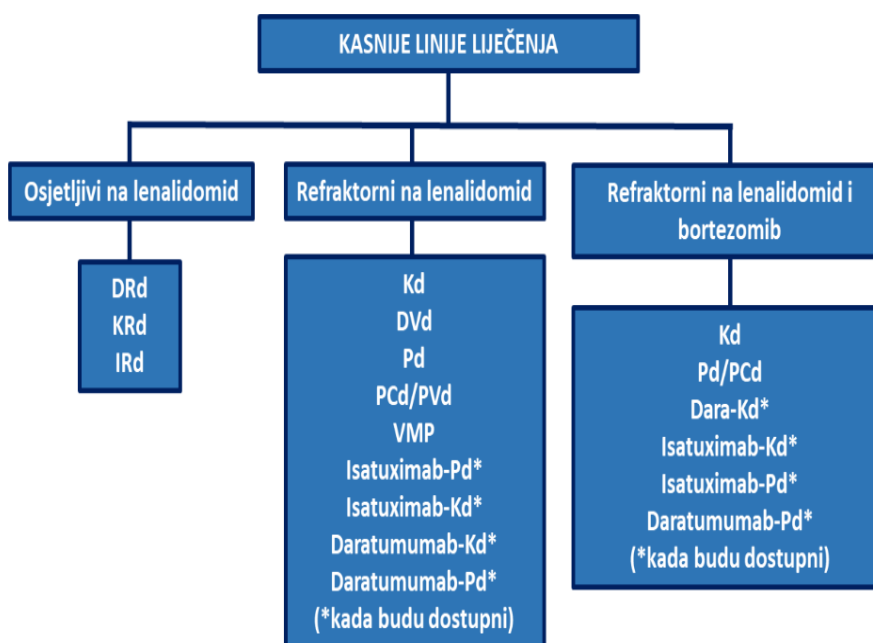 KASNIJE LINIJE LIJEČENJA
Osjetljivi na lenalidomid
DRd
KRd
IRd
Refraktorni na lenalidomid
Kd
DVd
Pd
PCd/PVd
VMP
Isatuximab-Pd*
Isatuximab-Kd*
Daratumumab-Kd*
Daratumumab-Pd*
(*kada budu dostupni)
Refraktorni na lenalidomid i
bortezomib
Kd
Pd/PCd
Dara-Kd*
Isatuximab-Kd*
Isatuximab-Pd*
Daratumumab-Pd*
(*kada budu dostupni)